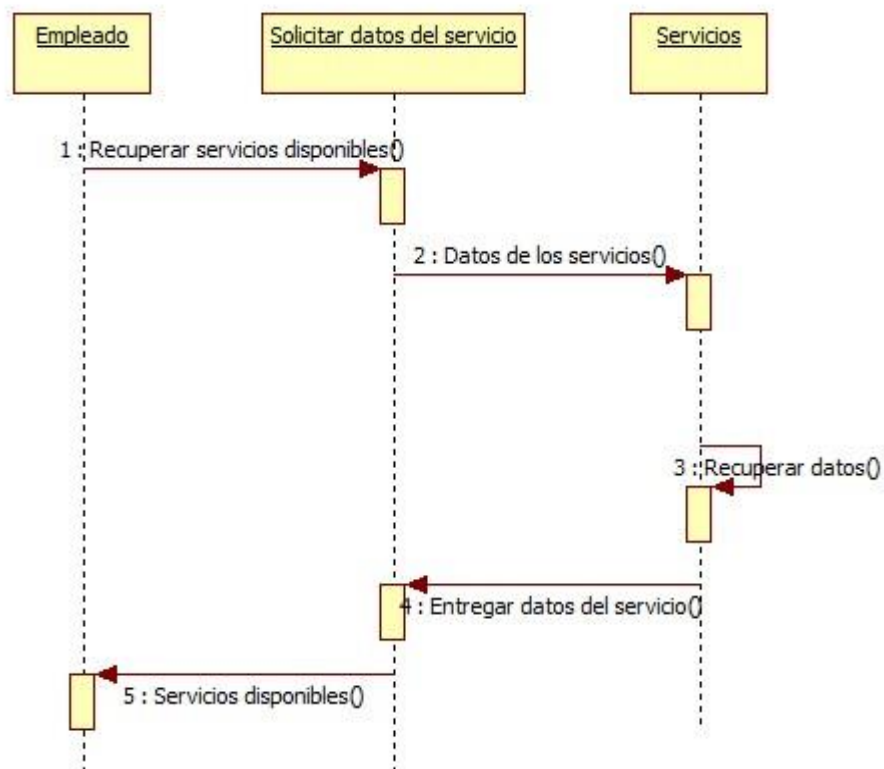 Empleado
Solicitar datos del servicio
Servicios
1 : Recuperar servicios disponibles()
2 : Datos de los servicios()
3 : Recuperar datos()
4 : Entregar datos del servicio()
5 : Servicios disponibles()